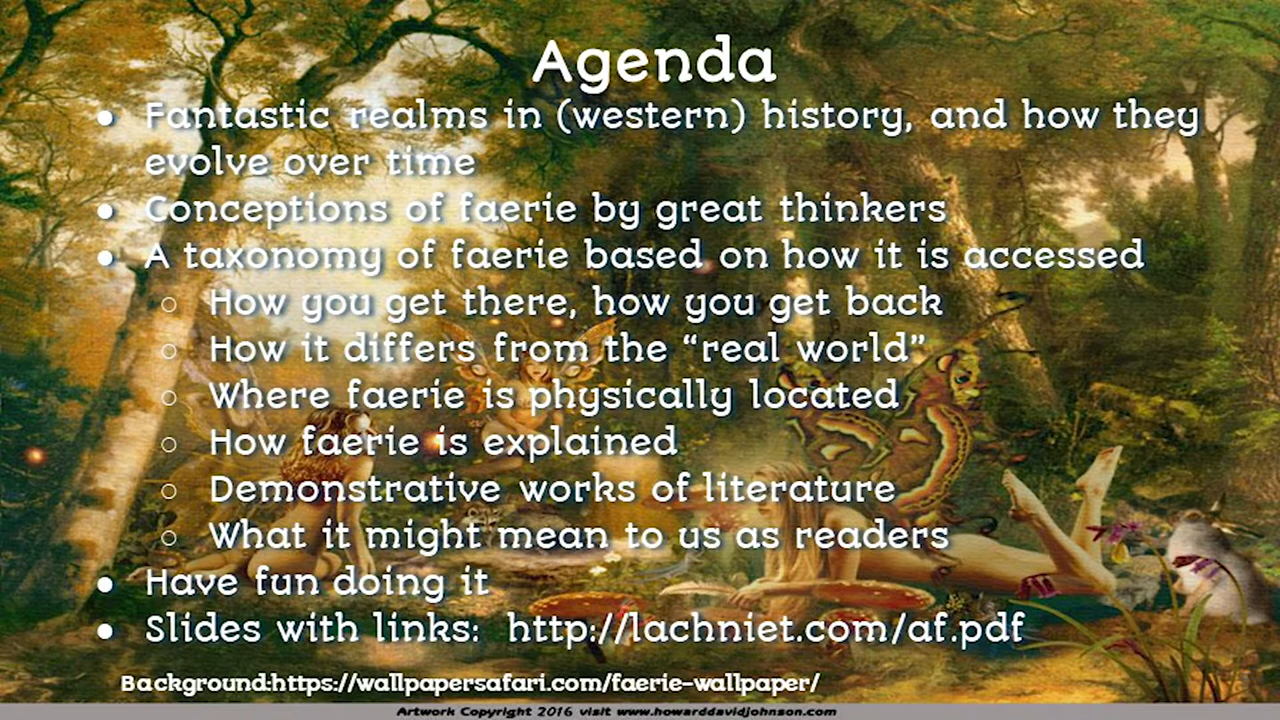 Agenda
● Fantastic realms in (western) history, and how they
evolve over time
● Conceptions of faerie by great thinkers
● A taxonomy of faerie based on how it is accessed
○ How you get there, how you get back
○ How it differs from the “real world”
○ Where faerie is physically located
○ How faerie is explained
○ Demonstrative works of literature
○ What it might mean to us as readers
● Have fun doing it
● Slides with links: http://lachniet.com/af.pdf
Background:https://wallpapersafari.com/faerie-wallpaper/
Artwork Copyright 2016 visit www.howarddavidjohnson.com